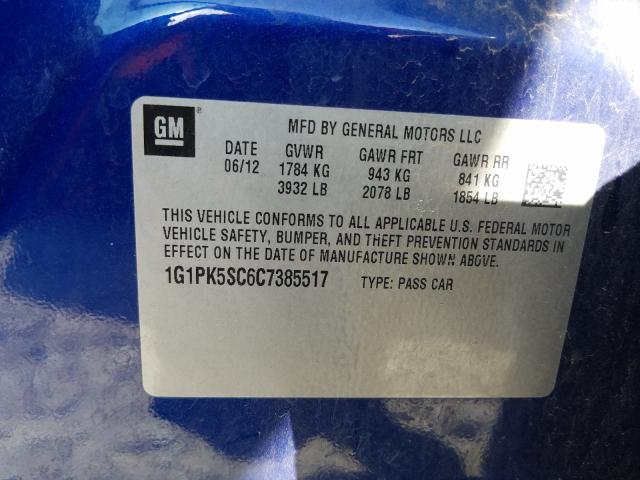 GM
®
MFD BY GENERAL MOTORS LLC
DATE GVWR GAWR FRT GAWR RR
06/12 1784 KG 943 KG 841 KG
3932 LB 2078 LB 1854 LB
THIS VEHICLE CONFORMS TO ALL APPLICABLE U.S. FEDERAL MOTOR
VEHICLE SAFETY, BUMPER, AND THEFT PREVENTION STANDARDS IN
EFFECT ON THE DATE OF MANUFACTURE SHOWN ABOVE.
1G1PK5SC6C7385517 TYPE: PASS CAR